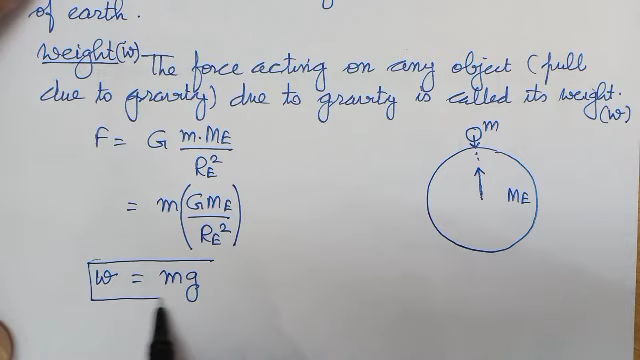 of earth.
Weight(W) - The force acting on any object (pull
due to gravity) due to gravity is called its weight.
(W)
F = G m.ME / RE²
= m(GME / RE²)
W = mg
m
ME